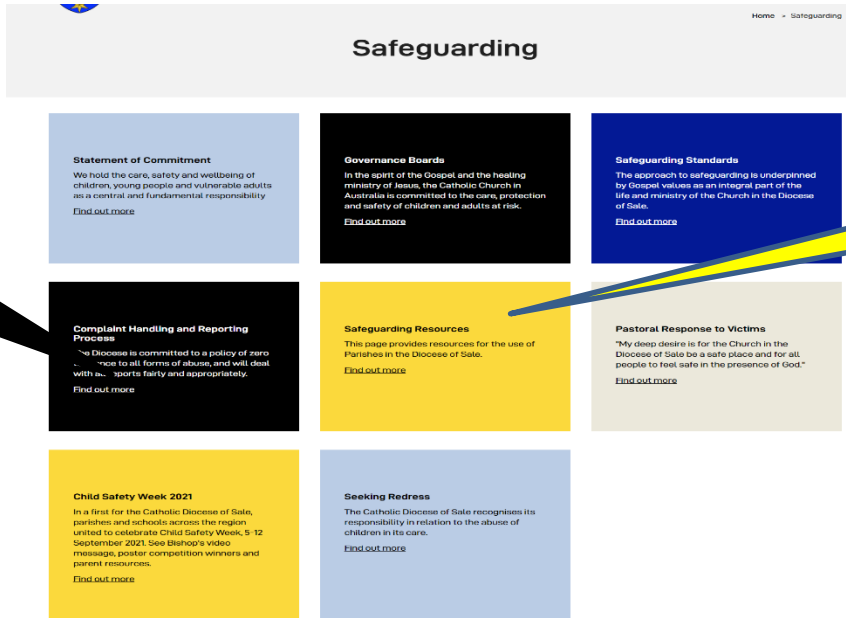 Home > Safeguarding
Safeguarding
Statement of Commitment
We hold the care, safety and wellbeing of
children, young people and vulnerable adults
as a central and fundamental responsibility
Find out more
Governance Boards
In the spirit of the Gospel and the healing
ministry of Jesus, the Catholic Church in
Australia is committed to the care, protection
and safety of children and adults at risk.
Find out more
Safeguarding Standards
The approach to safeguarding is underpinned
by Gospel values as an integral part of the
life and ministry of the Church in the Diocese
of Sale.
Find out more
Complaint Handling and Reporting
Process
Diocese is committed to a policy of zero
to all forms of abuse, and will deal
with fairly and appropriately.
Find out more
Safeguarding Resources
This page provides resources for the use of
Parishes in the Diocese of Sale.
Find out more
Pastoral Response to Victims
"My deep desire is for the Church in the
Diocese of Sale be a safe place and for all
people to feel safe in the presence of God."
Find out more
Child Safety Week 2021
In a first for the Catholic Diocese of Sale,
parishes and schools across the region
united to celebrate Child Safety Week, 5-12
September 2021. See Bishop's video
message, poster competition winners and
parent resources.
Find out more
Seeking Redress
The Catholic Diocese of Sale recognises its
responsibility in relation to the abuse of
children in its care.
Find out more